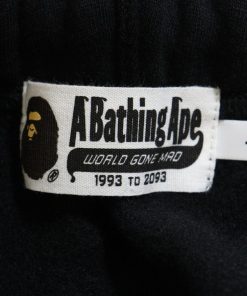 A Bathing Ape
WORLD GONE MAD
1993 TO 2093